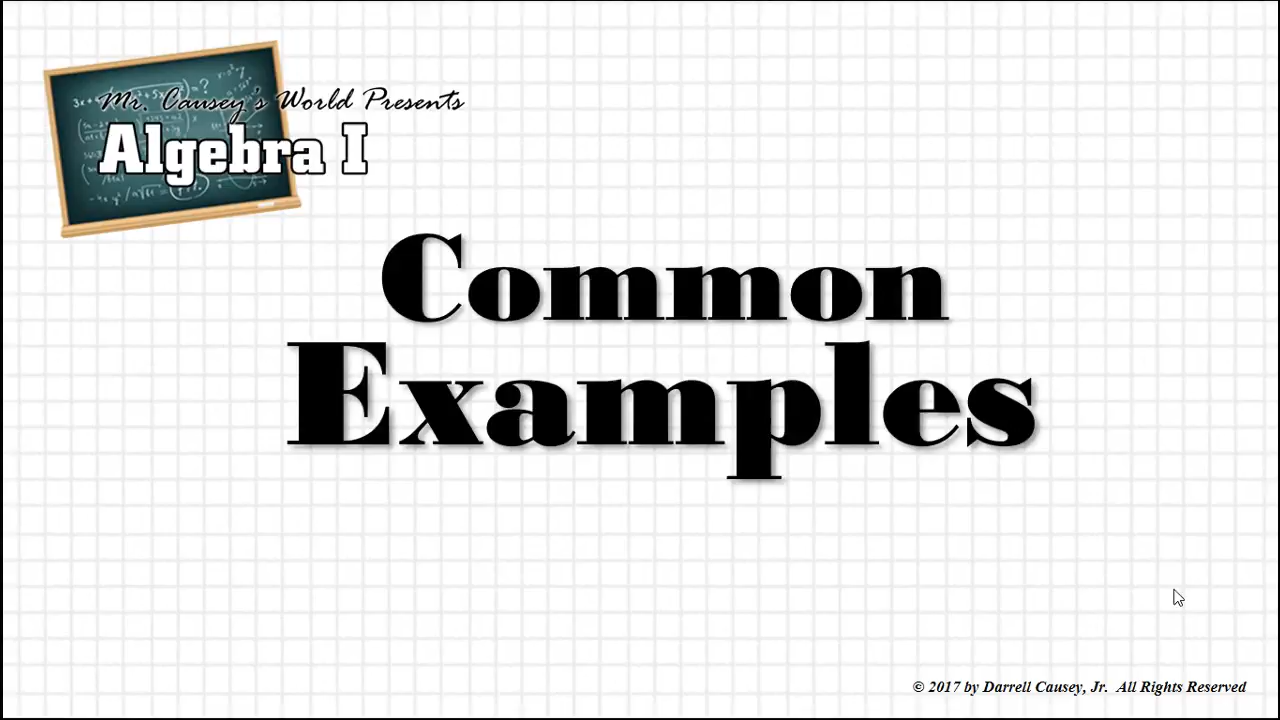 Mr. Causey's World Presents
Algebra I
Common
Examples
© 2017 by Darrell Causey, Jr. All Rights Reserved